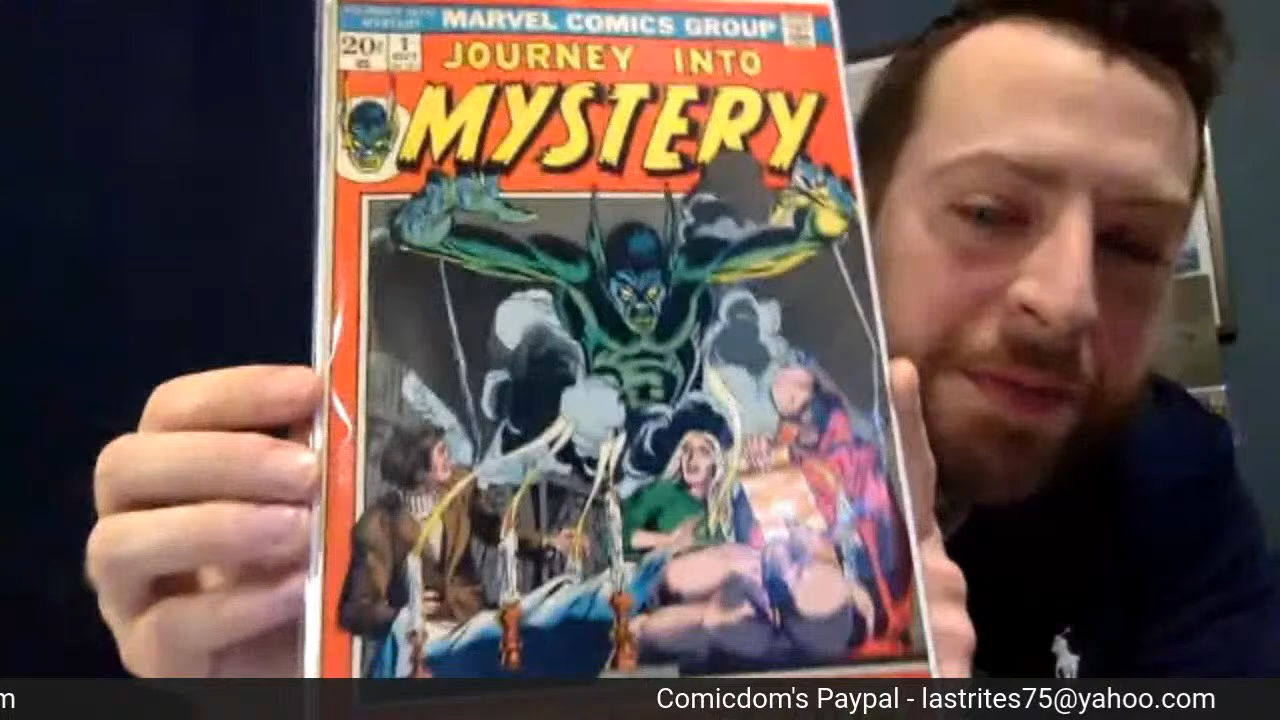 MARVEL COMICS GROUP
20¢
1
JOURNEY INTO
MYSTERY
m
Comicdom's Paypal - lastrites75@yahoo.com